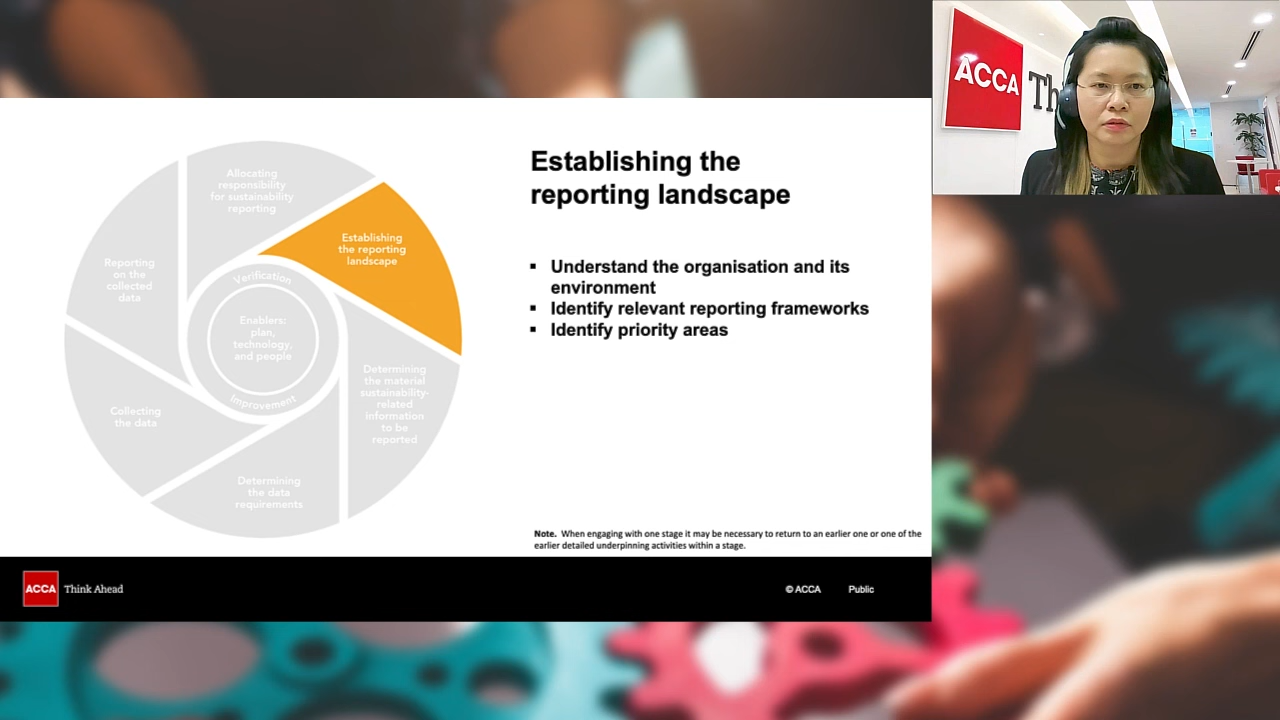 Allocating
responsibility
for sustainability
reporting
Establishing
the reporting
landscape
Reporting
on the
collected
data
Verification
Enablers:
plan,
technology,
and people
Improvement
Determining
the material
sustainability-
related
information
to be
reported
Collecting
the data
Determining
the data
requirements
Establishing the
reporting landscape
▪ Understand the organisation and its
environment
▪ Identify relevant reporting frameworks
▪ Identify priority areas
Note. When engaging with one stage it may be necessary to return to an earlier one or one of the
earlier detailed underpinning activities within a stage.
ACCA Think Ahead
© ACCA Public
ACCA Th